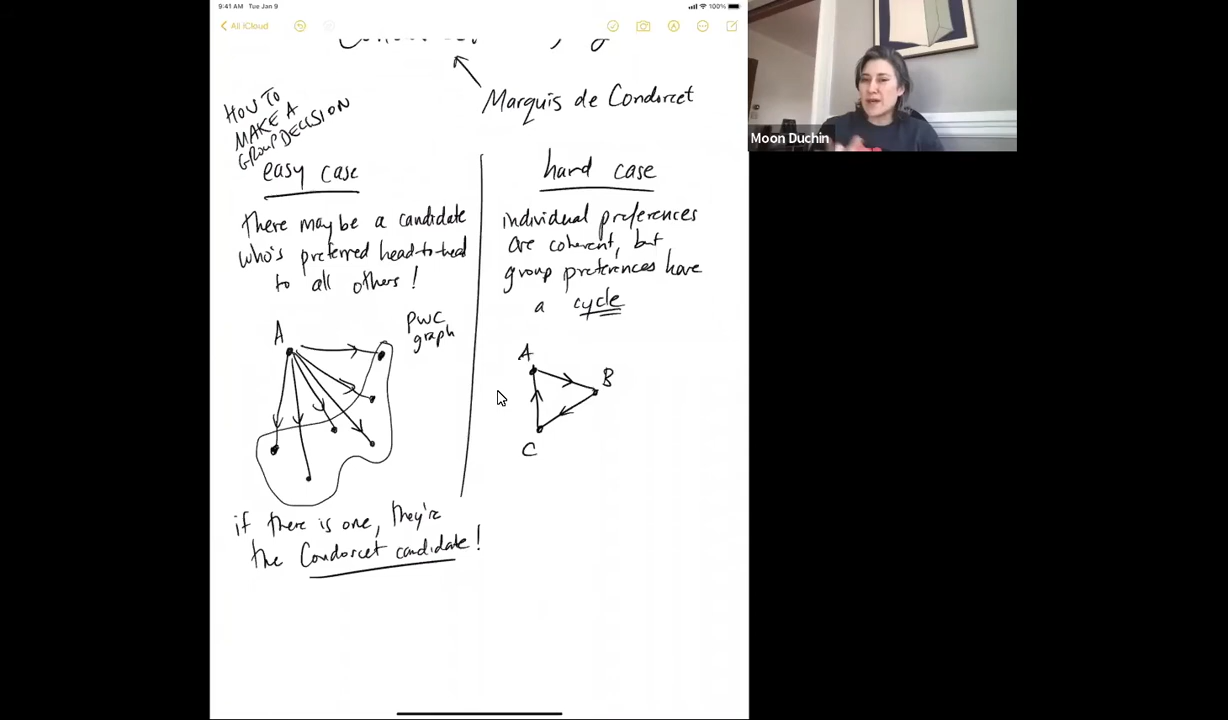 9:41 AM Tue Jan 9
100%
All iCloud
Marquis de Condorcet
HOW TO
MAKE A
GROUP DECISION
easy case
There may be a candidate
who's preferred head-to-head
to all others!
A
PWC
graph
if there is one, they're
the Condorcet candidate!
hard case
individual preferences
are coherent, but
group preferences have
a cycle
A
B
C
Moon Duchin